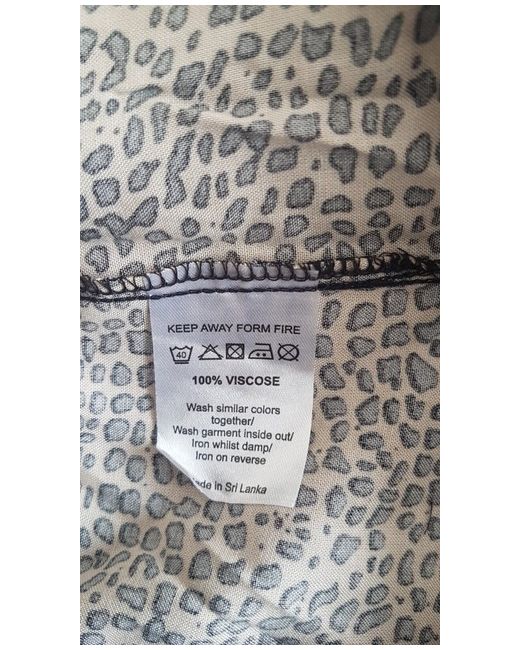 KEEP AWAY FORM FIRE
40
100% VISCOSE
Wash similar colors
together/
Wash garment inside out/
Iron whilst damp/
Iron on reverse
in Sri Lanka